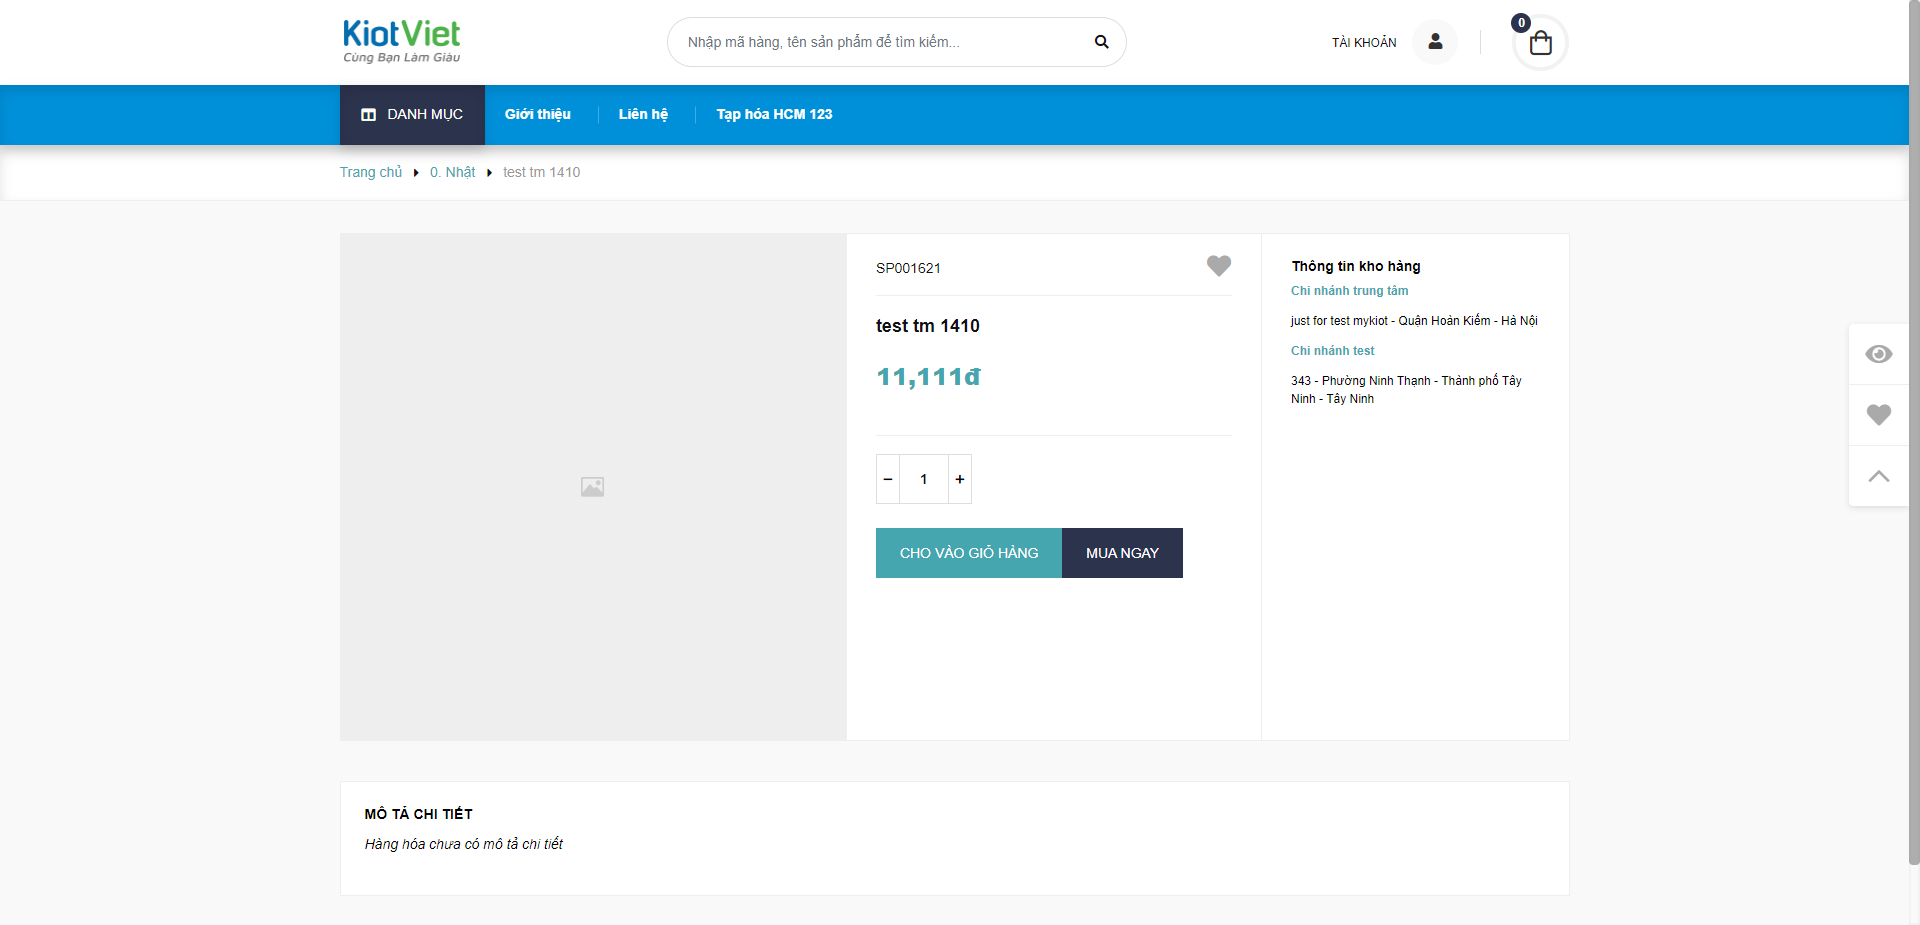 KiotViet
Cùng Bạn Làm Giàu
Nhập mã hàng, tên sản phẩm để tìm kiếm...
TÀI KHOẢN
0
DANH MỤC
Giới thiệu
Liên hệ
Tạp hóa HCM 123
Trang chủ
0. Nhật
test tm 1410
SP001621
test tm 1410
11,111đ
− 1 +
CHO VÀO GIỎ HÀNG
MUA NGAY
Thông tin kho hàng
Chi nhánh trung tâm
just for test mykiot - Quận Hoàn Kiếm - Hà Nội
Chi nhánh test
343 - Phường Ninh Thạnh - Thành phố Tây
Ninh - Tây Ninh
MÔ TẢ CHI TIẾT
Hàng hóa chưa có mô tả chi tiết